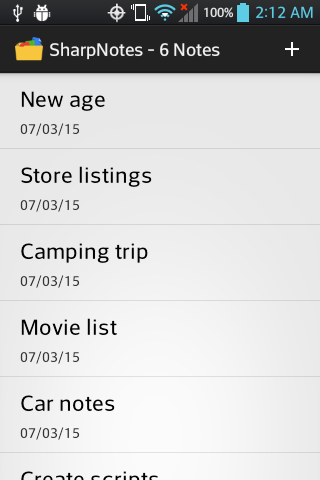 100% 2:12 AM
SharpNotes - 6 Notes +
New age
07/03/15
Store listings
07/03/15
Camping trip
07/03/15
Movie list
07/03/15
Car notes
07/03/15
Create scripts